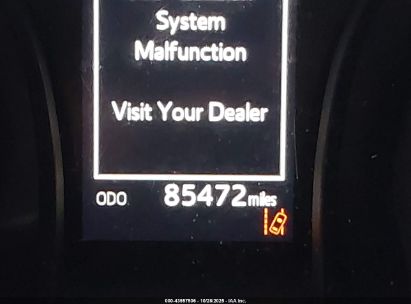 System
Malfunction
Visit Your Dealer
ODO 85472 miles